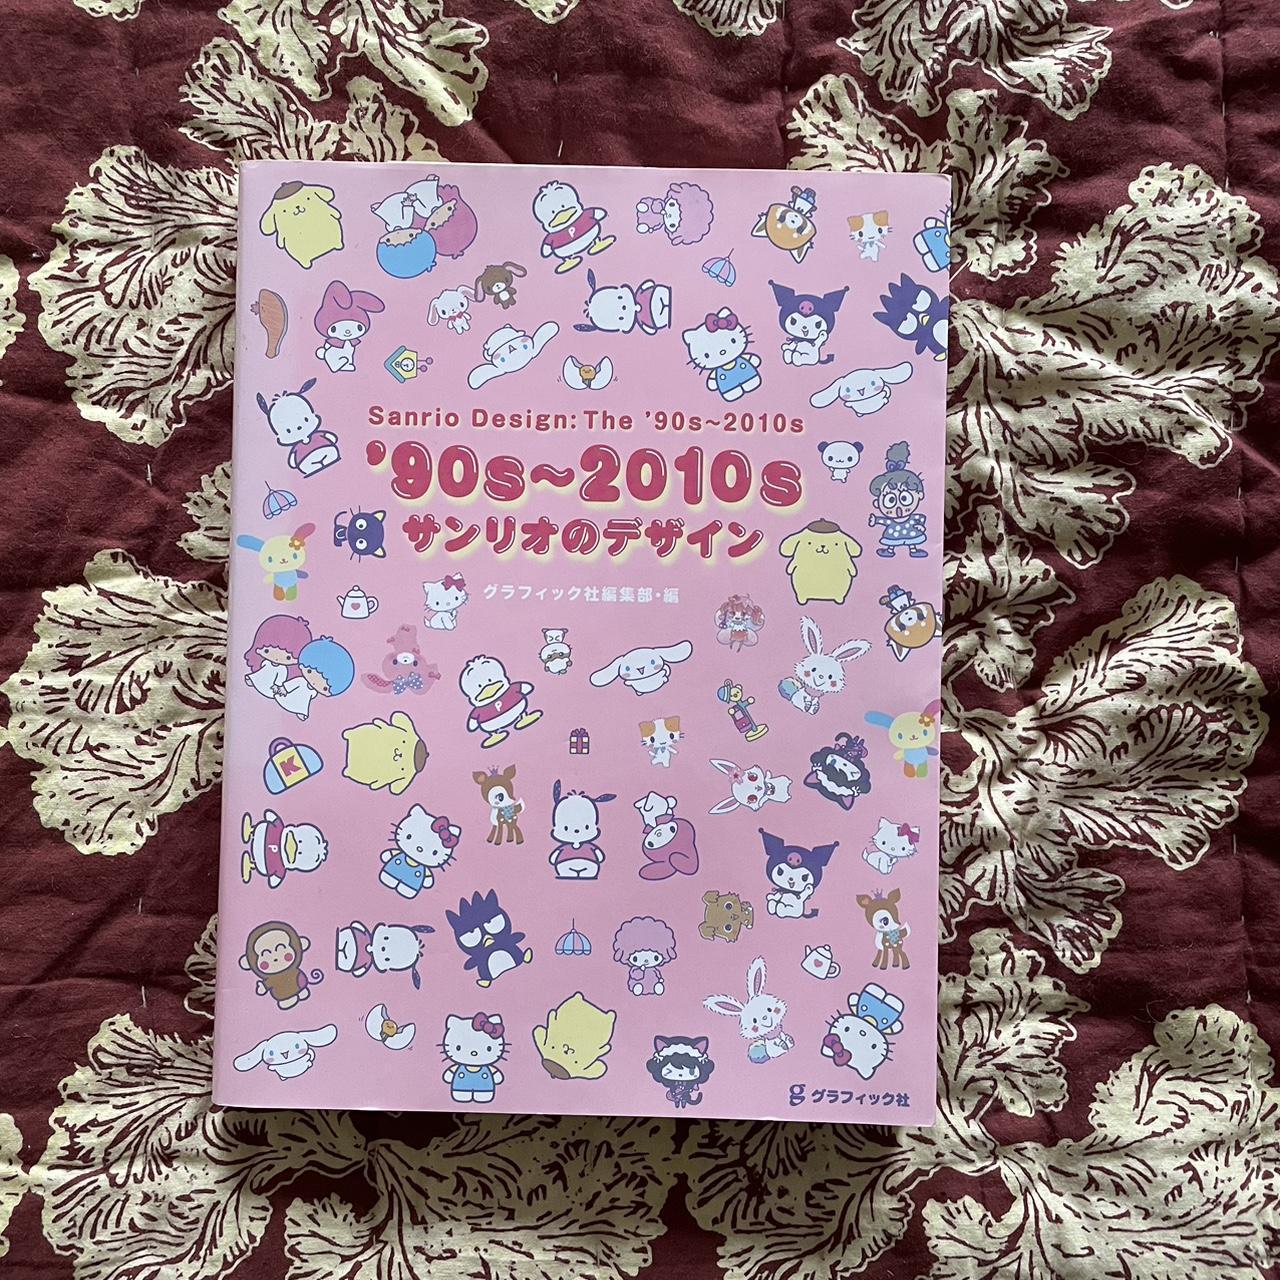 Sanrio Design: The ’90s~2010s
’90s~2010s
サンリオのデザイン
グラフィック社編集部・編
P
K
P
g グラフィック社